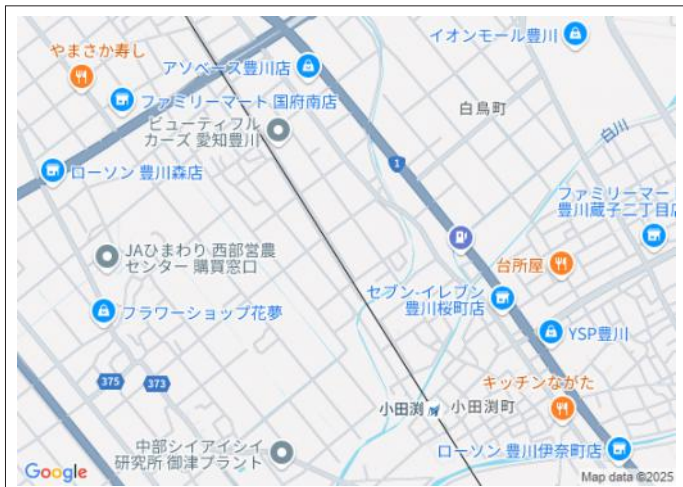 やまさか寿し
イオンモール豊川
アソベース豊川店
ファミリーマート 国府南店
白鳥町
ビューティフル
カーズ 愛知豊川
白川
1
ローソン 豊川森店
ファミリーマート
豊川蔵子二丁目店
JAひまわり 西部営農
センター 購買窓口
台所屋
セブン-イレブン
豊川桜町店
フラワーショップ花夢
YSP豊川
375
373
キッチンながた
小田渕
小田渕町
中部シイアイシイ
研究所 御津プラント
ローソン 豊川伊奈町店
Google
Map data ©2025